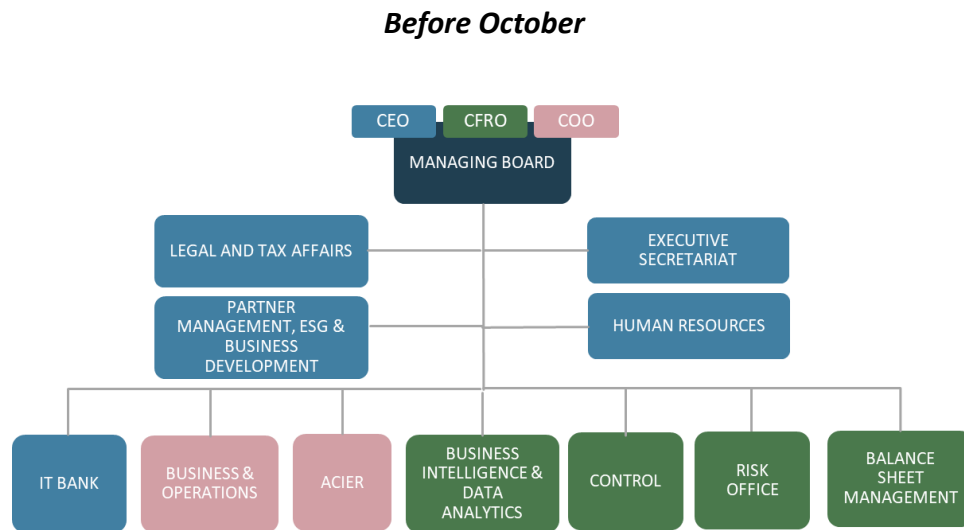 Before October
CEO
CFRO
COO
MANAGING BOARD
LEGAL AND TAX AFFAIRS
EXECUTIVE
SECRETARIAT
PARTNER
MANAGEMENT, ESG &
BUSINESS
DEVELOPMENT
HUMAN RESOURCES
IT BANK
BUSINESS &
OPERATIONS
ACIER
BUSINESS
INTELLIGENCE &
DATA
ANALYTICS
CONTROL
RISK
OFFICE
BALANCE
SHEET
MANAGEMENT